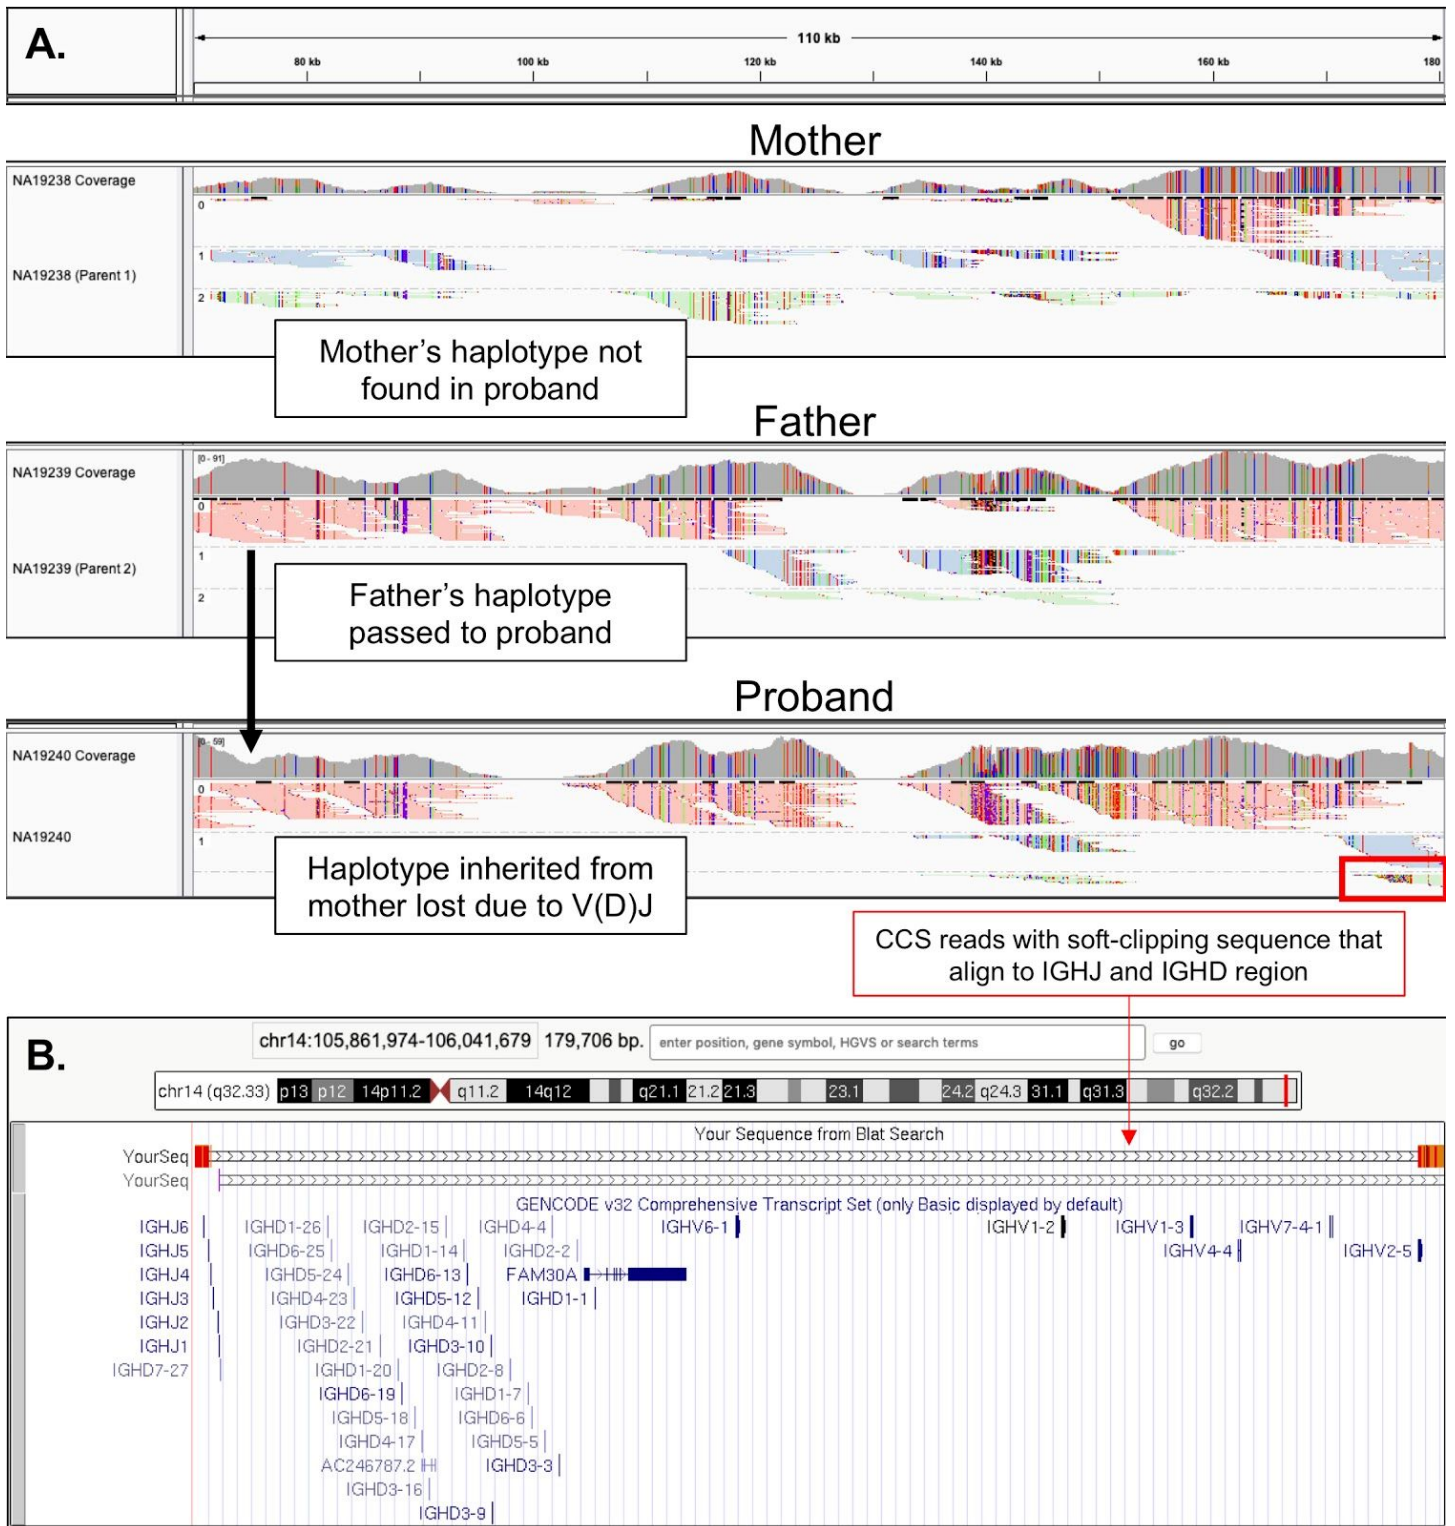 A.
110 kb
80 kb 100 kb 120 kb 140 kb 160 kb 180
Mother
NA19238 Coverage
0
1
NA19238 (Parent 1)
2
Mother's haplotype not
found in proband
Father
NA19239 Coverage
[0 - 91]
0
1
NA19239 (Parent 2)
2
Father's haplotype
passed to proband
Proband
NA19240 Coverage
[0 - 59]
0
NA19240
1
Haplotype inherited from
mother lost due to V(D)J
CCS reads with soft-clipping sequence that
align to IGHJ and IGHD region
B.
chr14:105,861,974-106,041,679 179,706 bp. enter position, gene symbol, HGVS or search terms go
chr14 (q32.33) p13 p12 14p11.2 q11.2 14q12 q21.1 21.2 21.3 23.1 24.2 q24.3 31.1 q31.3 q32.2
Your Sequence from Blat Search
YourSeq
YourSeq
GENCODE v32 Comprehensive Transcript Set (only Basic displayed by default)
IGHJ6 IGHD1-26 IGHD2-15 IGHD4-4 IGHV6-1 IGHV1-2 IGHV1-3 IGHV7-4-1
IGHJ5 IGHD6-25 IGHD1-14 IGHD2-2 IGHV4-4 IGHV2-5
IGHJ4 IGHD5-24 IGHD6-13 FAM30A
IGHJ3 IGHD4-23 IGHD5-12 IGHD1-1
IGHJ2 IGHD3-22 IGHD4-11
IGHJ1 IGHD2-21 IGHD3-10
IGHD7-27 IGHD1-20 IGHD2-8
IGHD6-19 IGHD1-7
IGHD5-18 IGHD6-6
IGHD4-17 IGHD5-5
AC246787.2 IGHD3-3
IGHD3-16
IGHD3-9